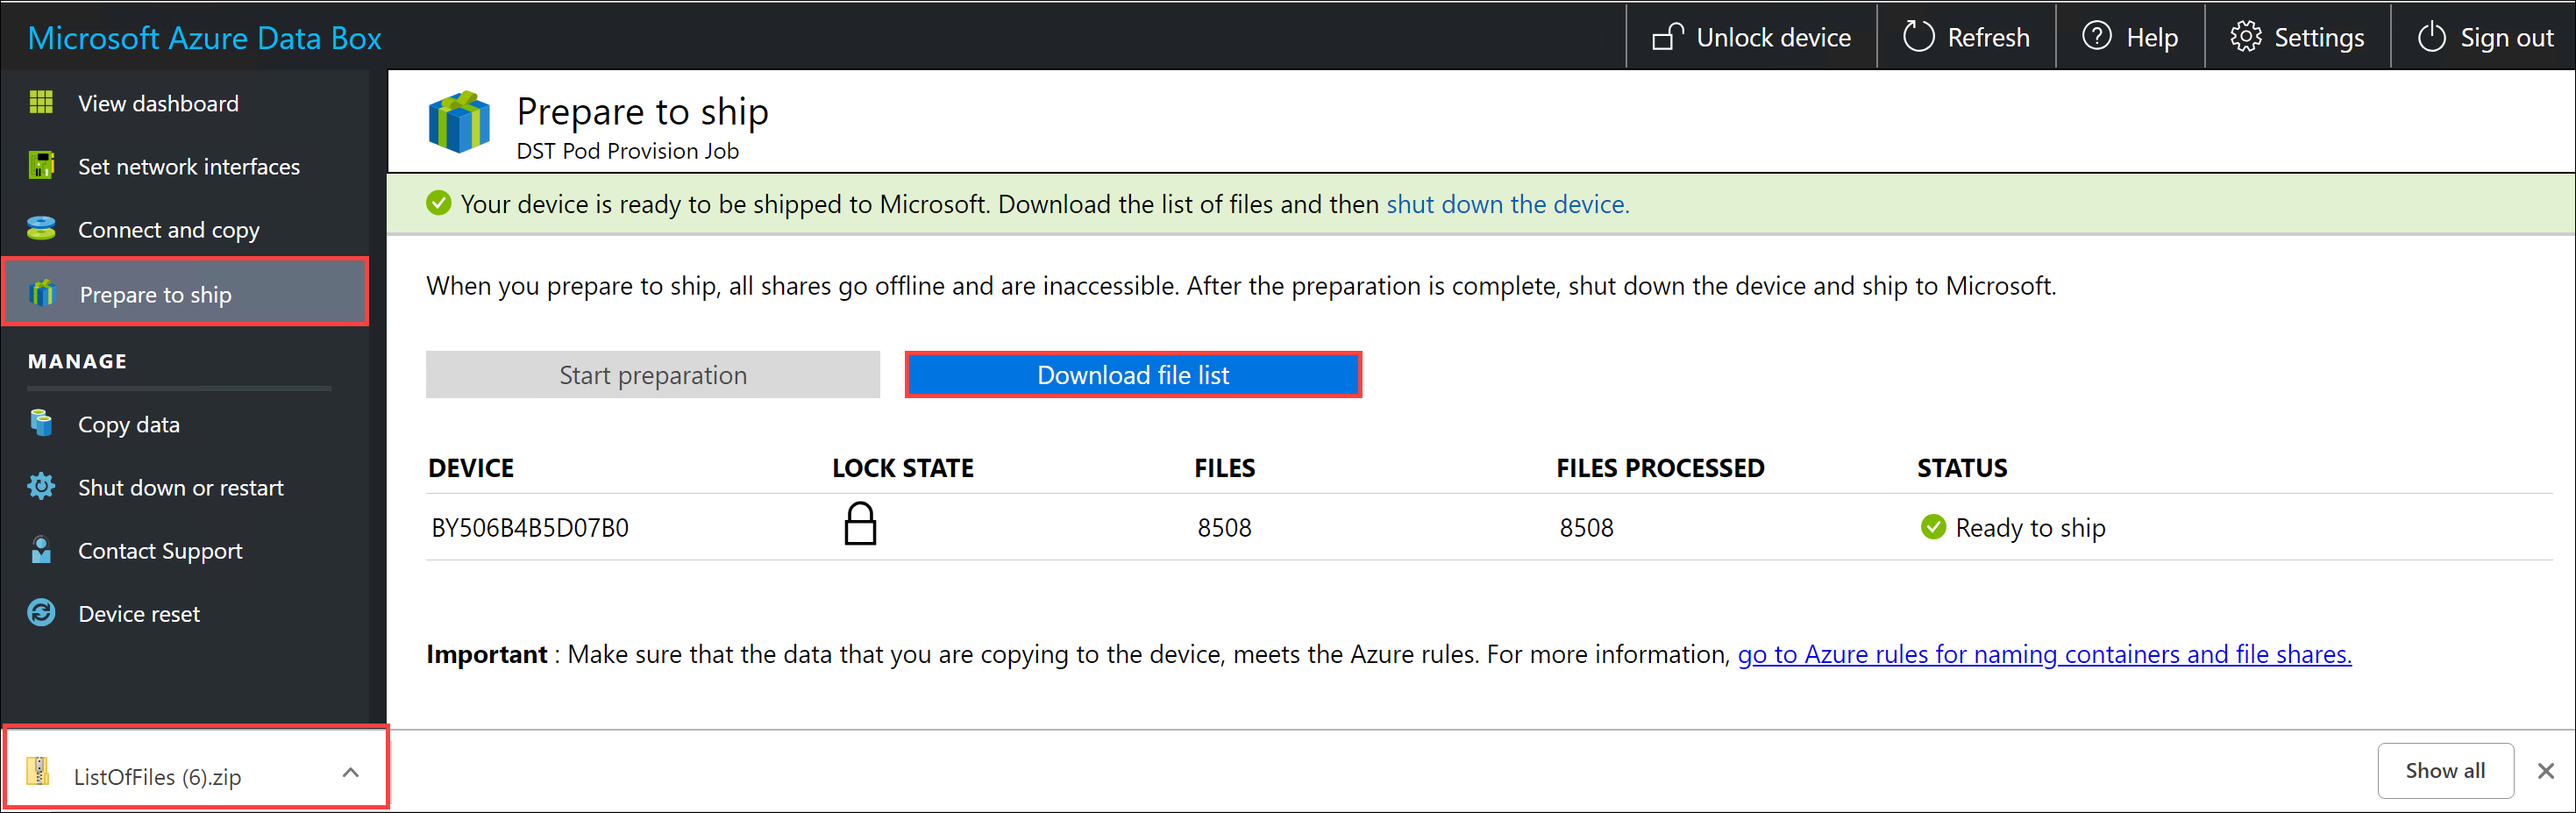 Microsoft Azure Data Box
Unlock device
Refresh
Help
Settings
Sign out
View dashboard
Set network interfaces
Connect and copy
Prepare to ship
MANAGE
Copy data
Shut down or restart
Contact Support
Device reset
Prepare to ship
DST Pod Provision Job
Your device is ready to be shipped to Microsoft. Download the list of files and then shut down the device.
When you prepare to ship, all shares go offline and are inaccessible. After the preparation is complete, shut down the device and ship to Microsoft.
Start preparation
Download file list
DEVICE LOCK STATE FILES FILES PROCESSED STATUS
BY506B4B5D07B0 8508 8508 Ready to ship
Important : Make sure that the data that you are copying to the device, meets the Azure rules. For more information, go to Azure rules for naming containers and file shares.
ListOfFiles (6).zip
Show all